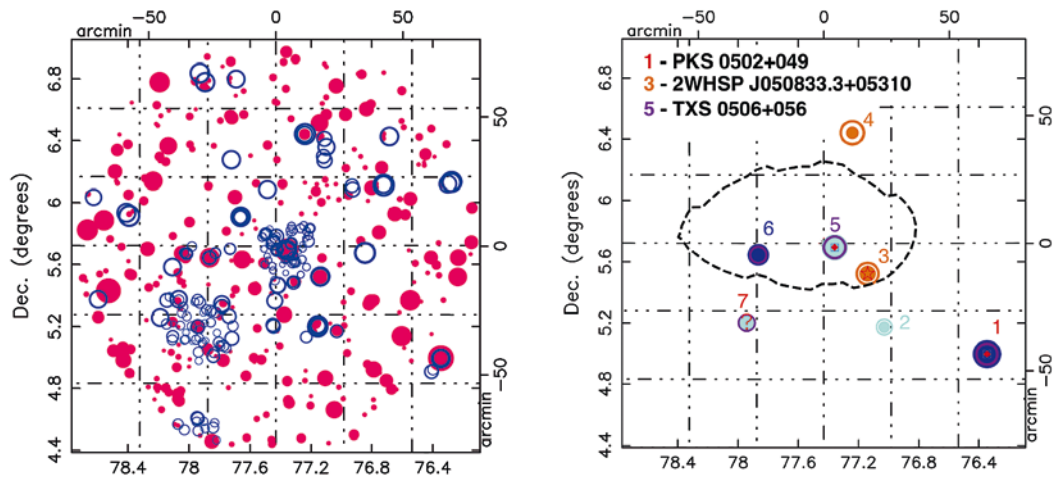 arcmin −50 0 50
6.8
6.4
6
5.6
5.2
4.8
4.4
Dec. (degrees)
50
0
−50
arcmin
78.4 78 77.6 77.2 76.8 76.4
arcmin −50 0 50
1 - PKS 0502+049
3 - 2WHSP J050833.3+05310
5 - TXS 0506+056
6.8
6.4
6
5.6
5.2
4.8
4.4
Dec. (degrees)
4
5
6
3
7
?
2
1
50
0
−50
arcmin
78.4 78 77.6 77.2 76.8 76.4